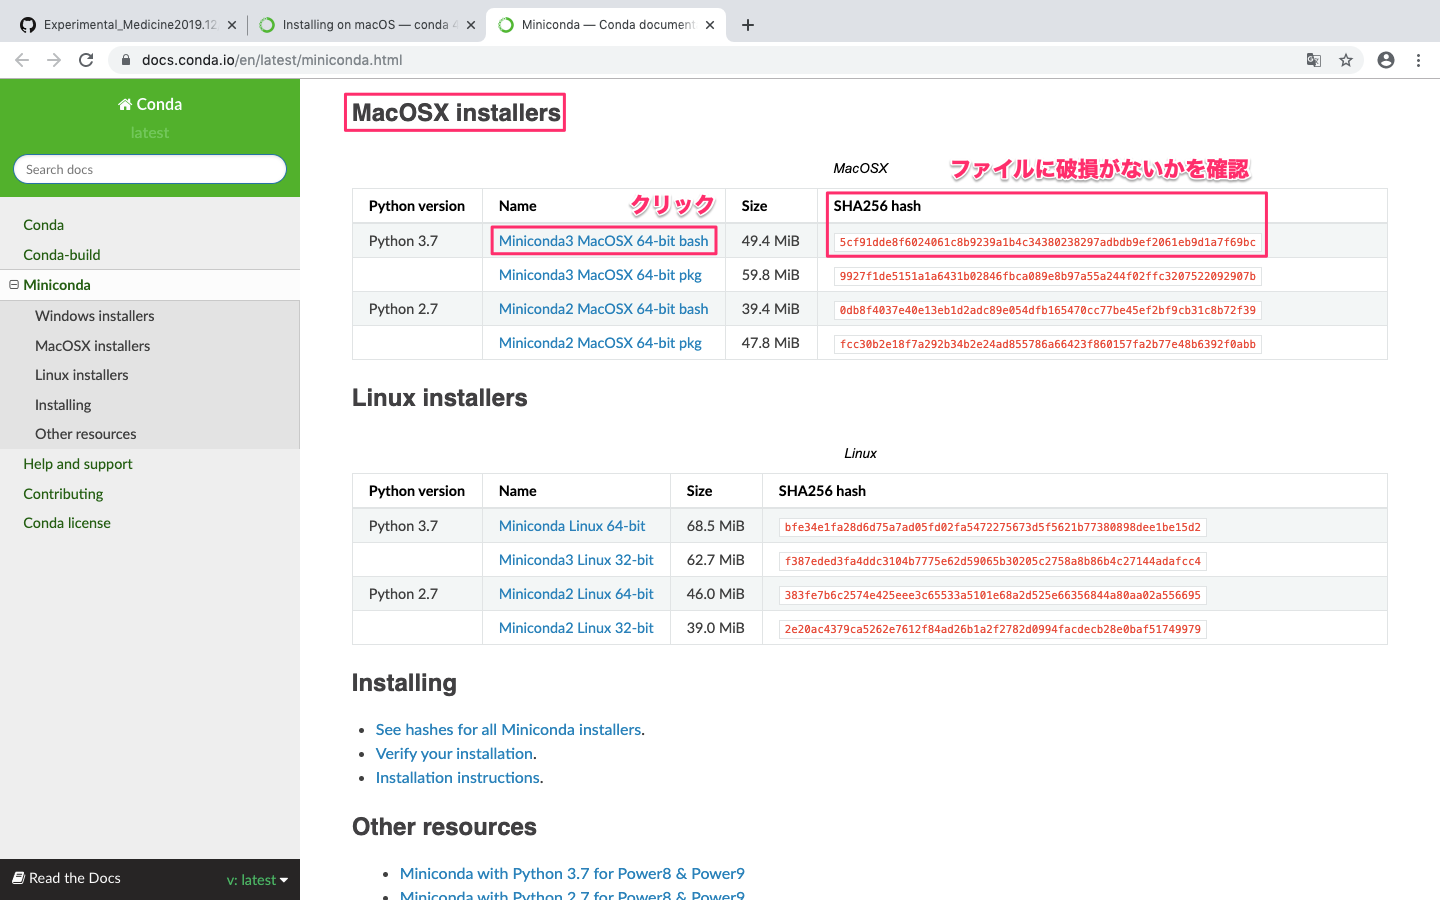 Experimental_Medicine2019.12
Installing on macOS — conda 4
Miniconda — Conda document
docs.conda.io/en/latest/miniconda.html
Conda
latest
Search docs
Conda
Conda-build
Miniconda
Windows installers
MacOSX installers
Linux installers
Installing
Other resources
Help and support
Contributing
Conda license
Read the Docs
v: latest
MacOSX installers
MacOSX
ファイルに破損がないかを確認
クリック
Python version Name Size SHA256 hash
Python 3.7 Miniconda3 MacOSX 64-bit bash 49.4 MiB 5cf91dde8f6024061c8b9239a1b4c34380238297adbdb9ef2061eb9d1a7f69bc
Miniconda3 MacOSX 64-bit pkg 59.8 MiB 9927f1de5151a1a6431b02846fbca089e8b97a55a244f02ffc3207522092907b
Python 2.7 Miniconda2 MacOSX 64-bit bash 39.4 MiB 0db8f4037e40e13eb1d2adc89e054dfb165470cc77be45ef2bf9cb31c8b72f39
Miniconda2 MacOSX 64-bit pkg 47.8 MiB fcc30b2e18f7a292b34b2e24ad855786a66423f860157fa2b77e48b6392f0abb
Linux installers
Linux
Python version Name Size SHA256 hash
Python 3.7 Miniconda Linux 64-bit 68.5 MiB bfe34e1fa28d6d75a7ad05fd02fa5472275673d5f5621b77380898dee1be15d2
Miniconda3 Linux 32-bit 62.7 MiB f387eded3fa4ddc3104b7775e62d59065b30205c2758a8b86b4c27144adafcc4
Python 2.7 Miniconda2 Linux 64-bit 46.0 MiB 383fe7b6c2574e425eee3c65533a5101e68a2d525e66356844a80aa02a556695
Miniconda2 Linux 32-bit 39.0 MiB 2e20ac4379ca5262e7612f84ad26b1a2f2782d0994facdecb28e0baf51749979
Installing
See hashes for all Miniconda installers.
Verify your installation.
Installation instructions.
Other resources
Miniconda with Python 3.7 for Power8 & Power9
Miniconda with Python 2.7 for Power8 & Power9